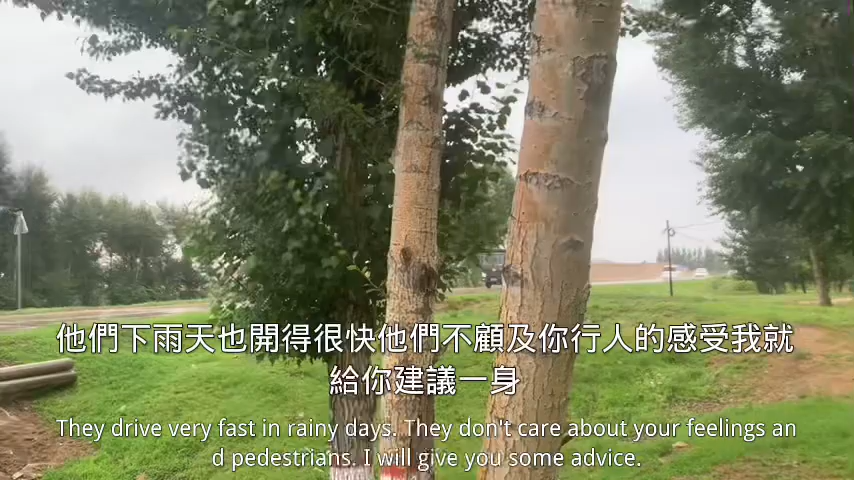 他們下雨天也開得很快他們不顧及你行人的感受我就
給你建議一身
They drive very fast in rainy days. They don't care about your feelings an
d pedestrians. I will give you some advice.